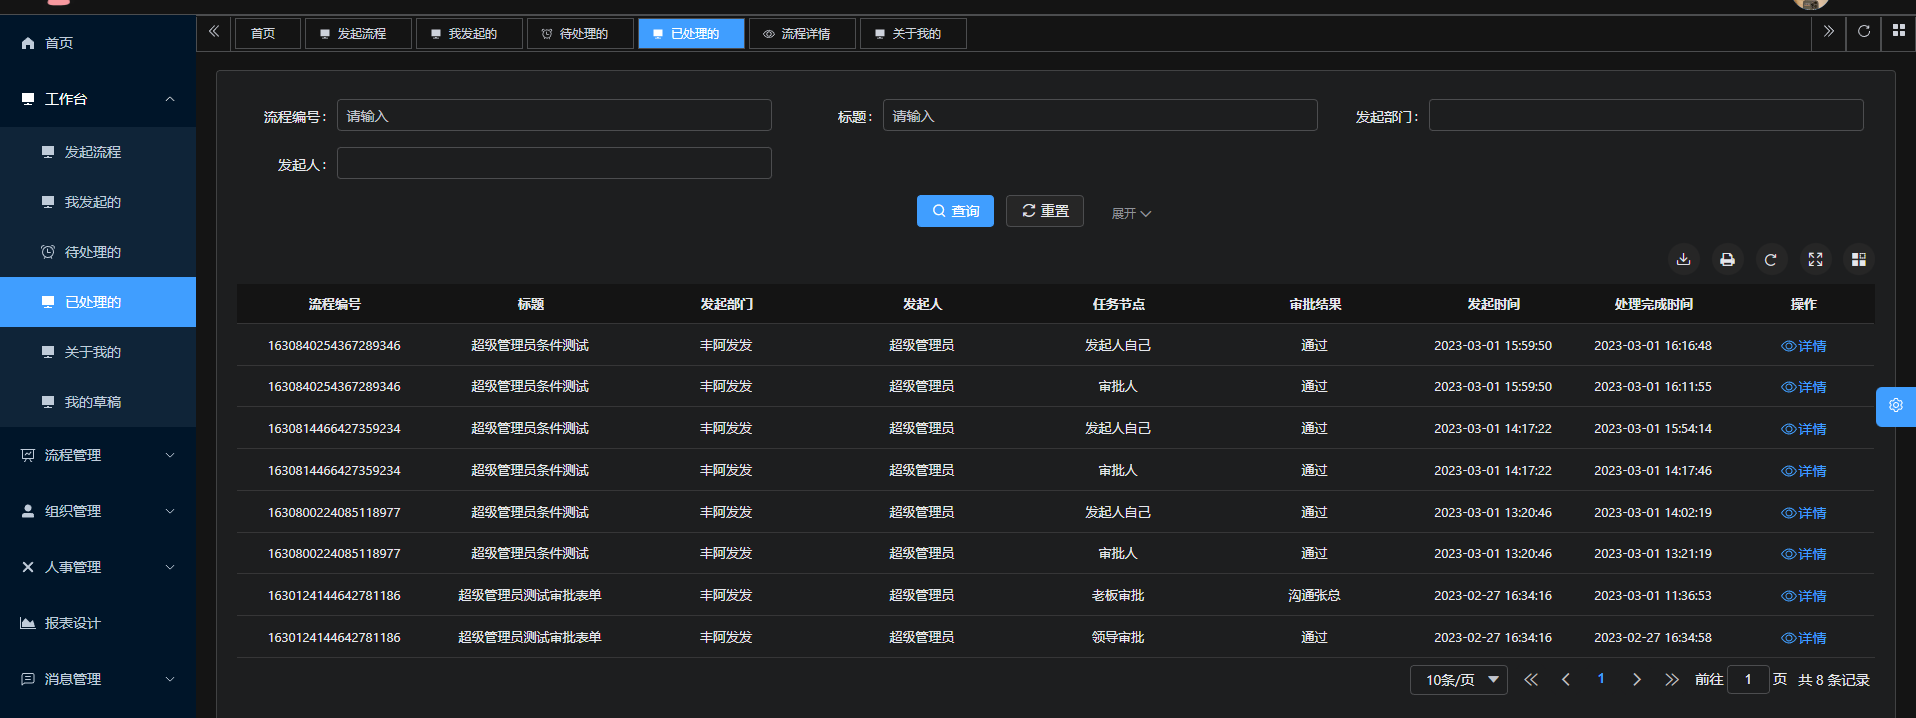 首页 发起流程 我发起的 待处理的 已处理的 流程详情 关于我的
首页
工作台
发起流程
我发起的
待处理的
已处理的
关于我的
我的草稿
流程管理
组织管理
人事管理
报表设计
消息管理
流程编号： 请输入 标题： 请输入 发起部门：
发起人：
查询 重置 展开
流程编号 标题 发起部门 发起人 任务节点 审批结果 发起时间 处理完成时间 操作
1630840254367289346 超级管理员条件测试 丰阿发发 超级管理员 发起人自己 通过 2023-03-01 15:59:50 2023-03-01 16:16:48 详情
1630840254367289346 超级管理员条件测试 丰阿发发 超级管理员 审批人 通过 2023-03-01 15:59:50 2023-03-01 16:11:55 详情
1630814466427359234 超级管理员条件测试 丰阿发发 超级管理员 发起人自己 通过 2023-03-01 14:17:22 2023-03-01 15:54:14 详情
1630814466427359234 超级管理员条件测试 丰阿发发 超级管理员 审批人 通过 2023-03-01 14:17:22 2023-03-01 14:17:46 详情
1630800224085118977 超级管理员条件测试 丰阿发发 超级管理员 发起人自己 通过 2023-03-01 13:20:46 2023-03-01 14:02:19 详情
1630800224085118977 超级管理员条件测试 丰阿发发 超级管理员 审批人 通过 2023-03-01 13:20:46 2023-03-01 13:21:19 详情
1630124144642781186 超级管理员测试审批表单 丰阿发发 超级管理员 老板审批 沟通张总 2023-02-27 16:34:16 2023-03-01 11:36:53 详情
1630124144642781186 超级管理员测试审批表单 丰阿发发 超级管理员 领导审批 通过 2023-02-27 16:34:16 2023-02-27 16:34:58 详情
10条/页 1 前往 1 页 共 8 条记录